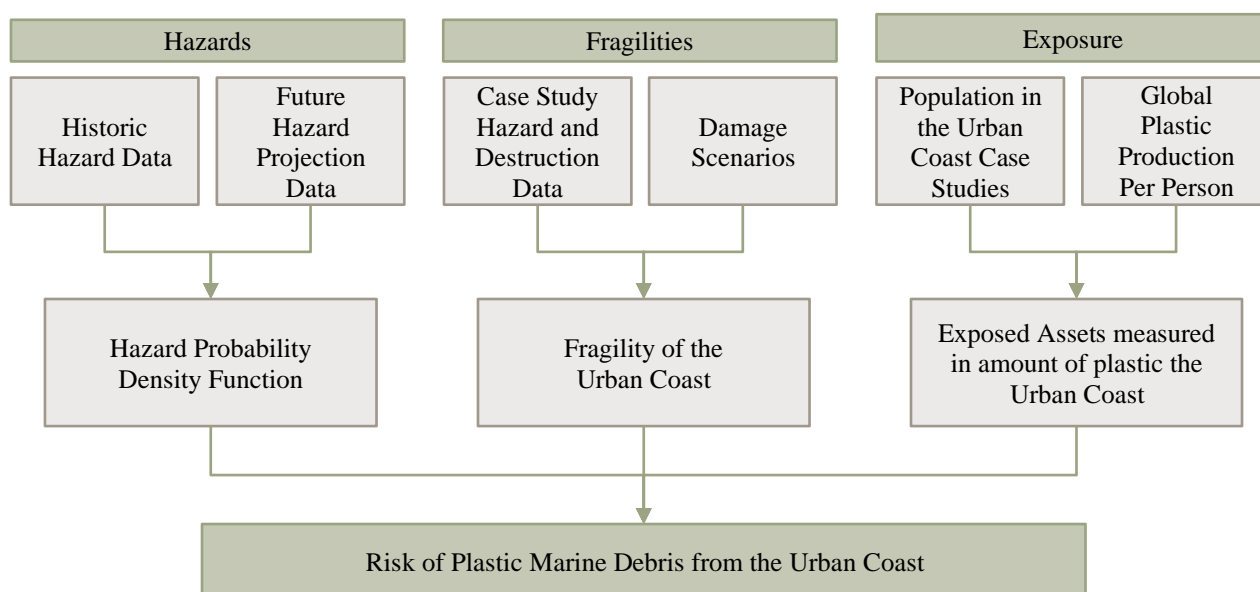 Hazards
Fragilities
Exposure
Historic
Hazard Data
Future
Hazard
Projection
Data
Case Study
Hazard and
Destruction
Data
Damage
Scenarios
Population in
the Urban
Coast Case
Studies
Global
Plastic
Production
Per Person
Hazard Probability
Density Function
Fragility of the
Urban Coast
Exposed Assets measured
in amount of plastic the
Urban Coast
Risk of Plastic Marine Debris from the Urban Coast